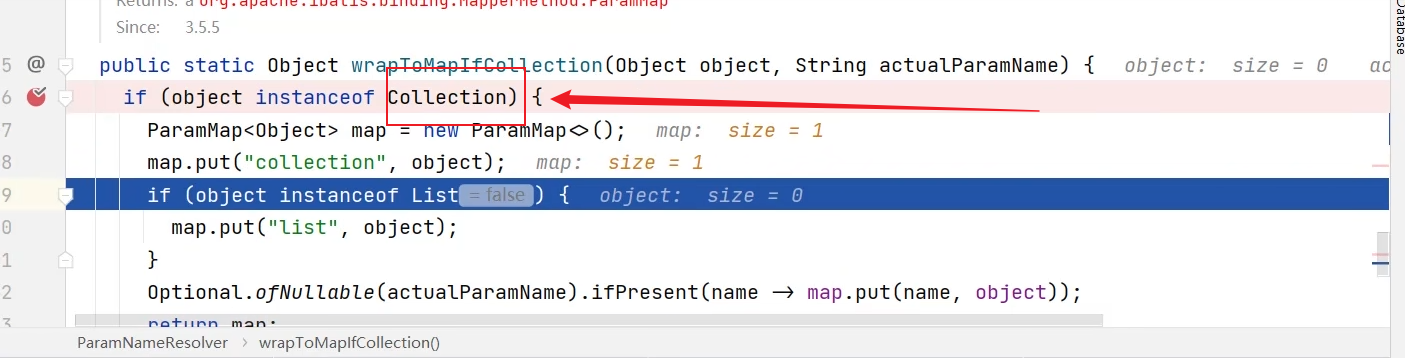 Returns: a org.apache.ibatis.binding.MapperMethod.ParamMap
Since: 3.5.5
5 @ public static Object wrapToMapIfCollection(Object object, String actualParamName) { object: size = 0 ac
6 if (object instanceof Collection) {
7 ParamMap<Object> map = new ParamMap<>(); map: size = 1
8 map.put("collection", object); map: size = 1
9 if (object instanceof List = false ) { object: size = 0
0 map.put("list", object);
1 }
2 Optional.ofNullable(actualParamName).ifPresent(name -> map.put(name, object));
3 return map;
ParamNameResolver › wrapToMapIfCollection()
Database